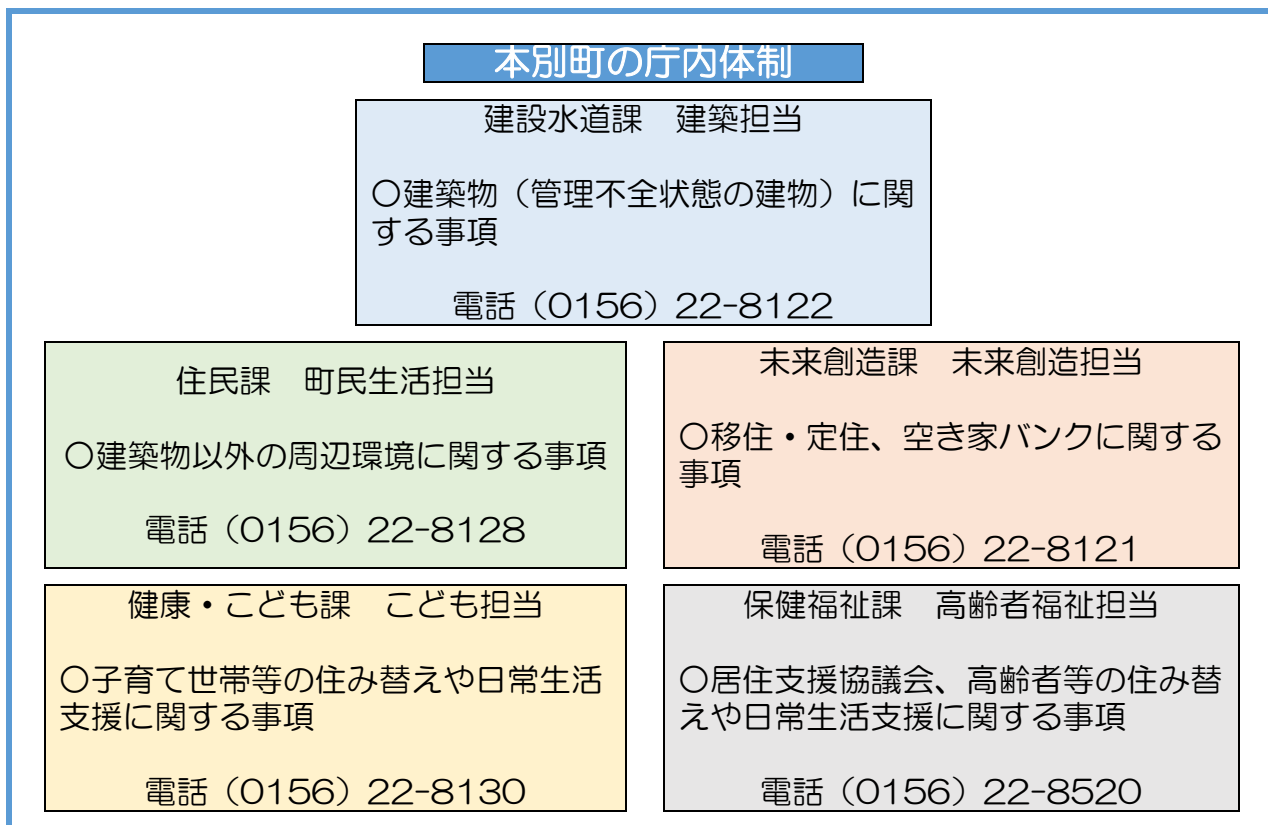 本別町の庁内体制
建設水道課　建築担当
〇建築物（管理不全状態の建物）に関
する事項
電話（0156）22-8122
住民課　町民生活担当
〇建築物以外の周辺環境に関する事項
電話（0156）22-8128
未来創造課　未来創造担当
〇移住・定住、空き家バンクに関する
事項
電話（0156）22-8121
健康・こども課　こども担当
〇子育て世帯等の住み替えや日常生活
支援に関する事項
電話（0156）22-8130
保健福祉課　高齢者福祉担当
〇居住支援協議会、高齢者等の住み替
えや日常生活支援に関する事項
電話（0156）22-8520